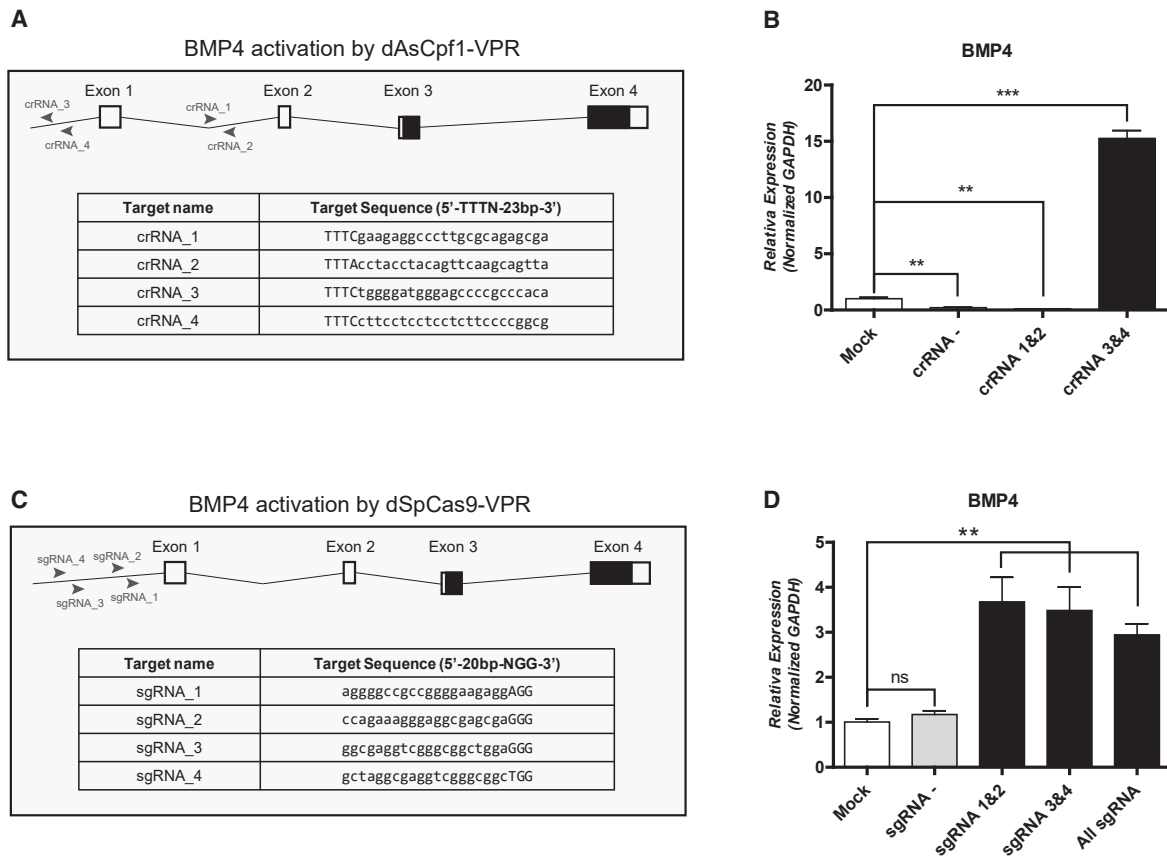 A
BMP4 activation by dAsCpf1-VPR
Exon 1
Exon 2
Exon 3
Exon 4
crRNA_3
crRNA_4
crRNA_1
crRNA_2
Target name
Target Sequence (5'-TTTN-23bp-3')
crRNA_1
TTTCgaagaggcccttgcgcagagcga
crRNA_2
TTTAcctacctacagttcaagcagtta
crRNA_3
TTTCtggggatgggagccccgcccaca
crRNA_4
TTTCcttcctcctcctcttccccggcg
B
BMP4
Relativa Expression
(Normalized GAPDH)
20
15
10
5
0
***
**
**
Mock
crRNA -
crRNA 1&2
crRNA 3&4
C
BMP4 activation by dSpCas9-VPR
Exon 1
Exon 2
Exon 3
Exon 4
sgRNA_4
sgRNA_2
sgRNA_3
sgRNA_1
Target name
Target Sequence (5'-20bp-NGG-3')
sgRNA_1
aggggccgccggggaagaggAGG
sgRNA_2
ccagaaagggaggcgagcgaGGG
sgRNA_3
ggcgaggtcgggcggctggaGGG
sgRNA_4
gctaggcgaggtcgggcggcTGG
D
BMP4
Relativa Expression
(Normalized GAPDH)
5
4
3
2
1
0
**
ns
Mock
sgRNA -
sgRNA 1&2
sgRNA 3&4
All sgRNA